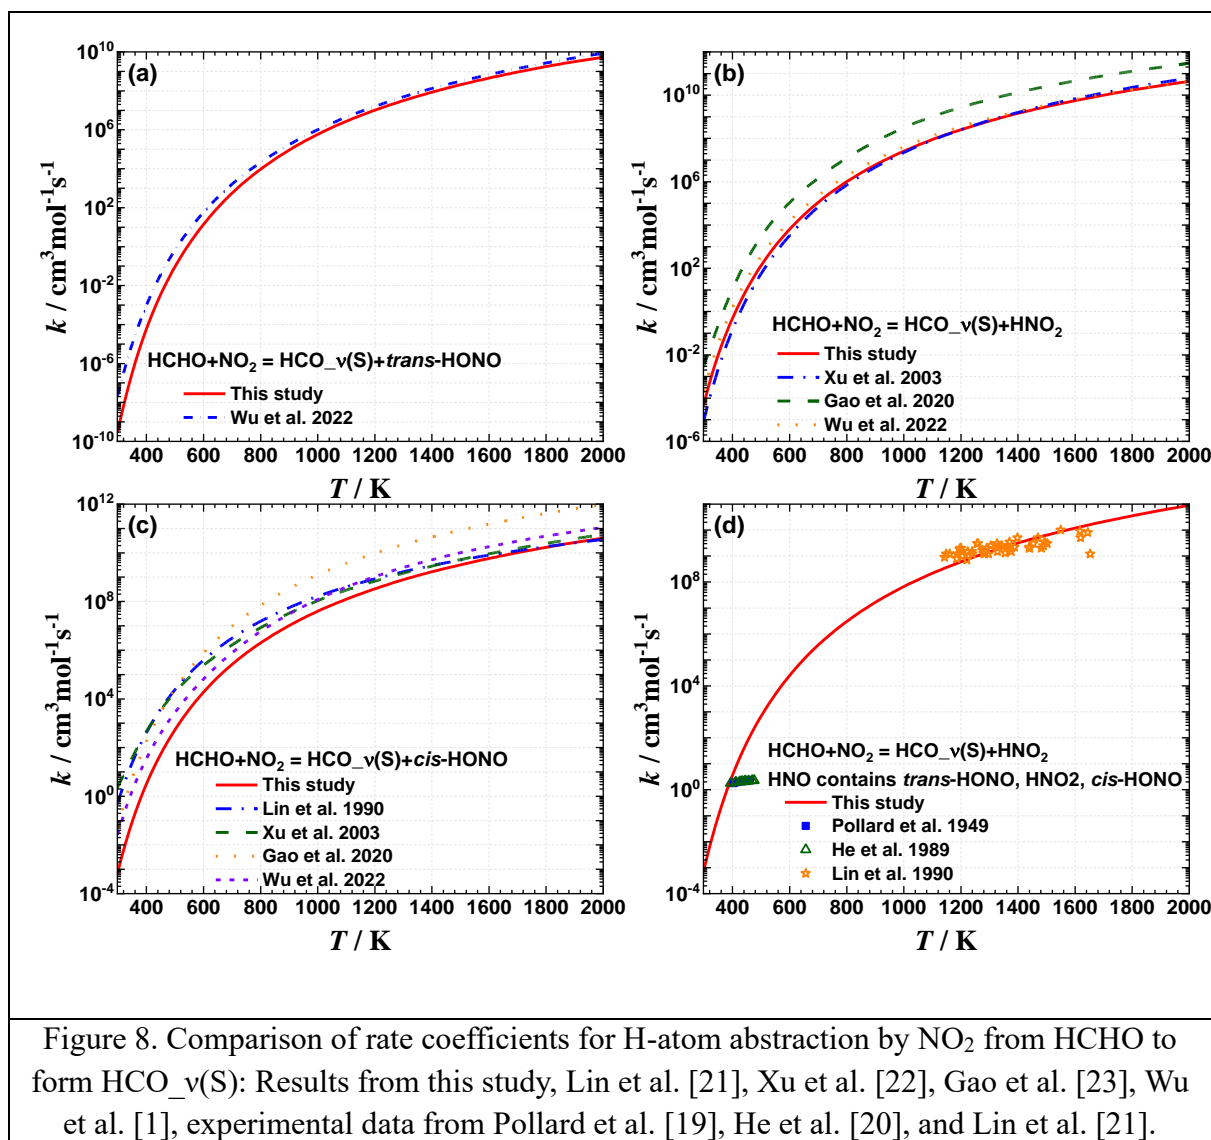 (a)
10^10
10^6
10^2
10^-2
10^-6
10^-10
k / cm^3mol^-1s^-1
HCHO+NO_2 = HCO_ν(S)+trans-HONO
This study
Wu et al. 2022
400 600 800 1000 1200 1400 1600 1800 2000
T / K
(b)
10^10
10^6
10^2
10^-2
10^-6
k / cm^3mol^-1s^-1
HCHO+NO_2 = HCO_ν(S)+HNO_2
This study
Xu et al. 2003
Gao et al. 2020
Wu et al. 2022
400 600 800 1000 1200 1400 1600 1800 2000
T / K
(c)
10^12
10^8
10^4
10^0
10^-4
k / cm^3mol^-1s^-1
HCHO+NO_2 = HCO_ν(S)+cis-HONO
This study
Lin et al. 1990
Xu et al. 2003
Gao et al. 2020
Wu et al. 2022
400 600 800 1000 1200 1400 1600 1800 2000
T / K
(d)
10^8
10^4
10^0
10^-4
k / cm^3mol^-1s^-1
HCHO+NO_2 = HCO_ν(S)+HNO_2
HNO contains trans-HONO, HNO2, cis-HONO
This study
Pollard et al. 1949
He et al. 1989
Lin et al. 1990
400 600 800 1000 1200 1400 1600 1800 2000
T / K
Figure 8. Comparison of rate coefficients for H-atom abstraction by NO_2 from HCHO to
form HCO_ν(S): Results from this study, Lin et al. [21], Xu et al. [22], Gao et al. [23], Wu
et al. [1], experimental data from Pollard et al. [19], He et al. [20], and Lin et al. [21].